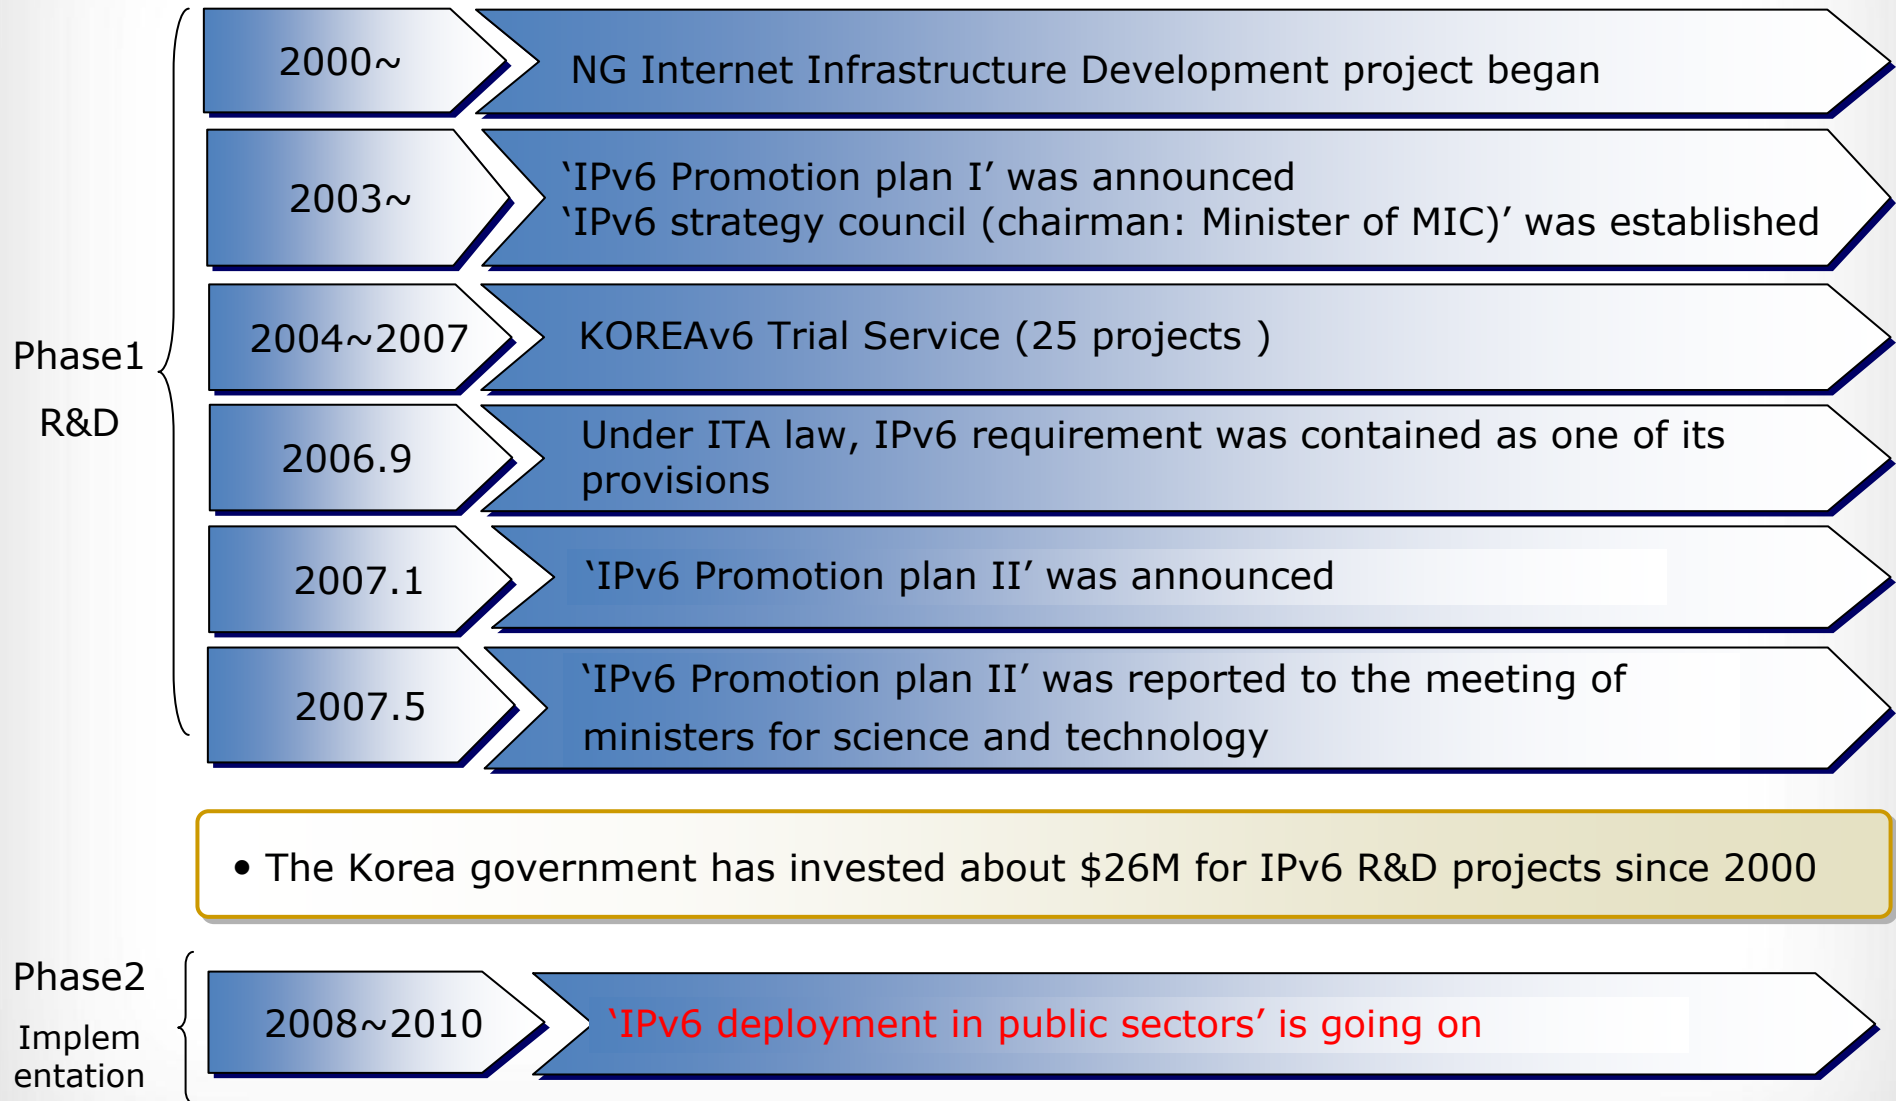 Phase1
R&D
2000~
NG Internet Infrastructure Development project began
2003~
‘IPv6 Promotion plan I’ was announced
‘IPv6 strategy council (chairman: Minister of MIC)’ was established
2004~2007
KOREAv6 Trial Service (25 projects )
2006.9
Under ITA law, IPv6 requirement was contained as one of its
provisions
2007.1
‘IPv6 Promotion plan II’ was announced
2007.5
‘IPv6 Promotion plan II’ was reported to the meeting of
ministers for science and technology
• The Korea government has invested about $26M for IPv6 R&D projects since 2000
Phase2
Implem
entation
2008~2010
‘IPv6 deployment in public sectors’ is going on